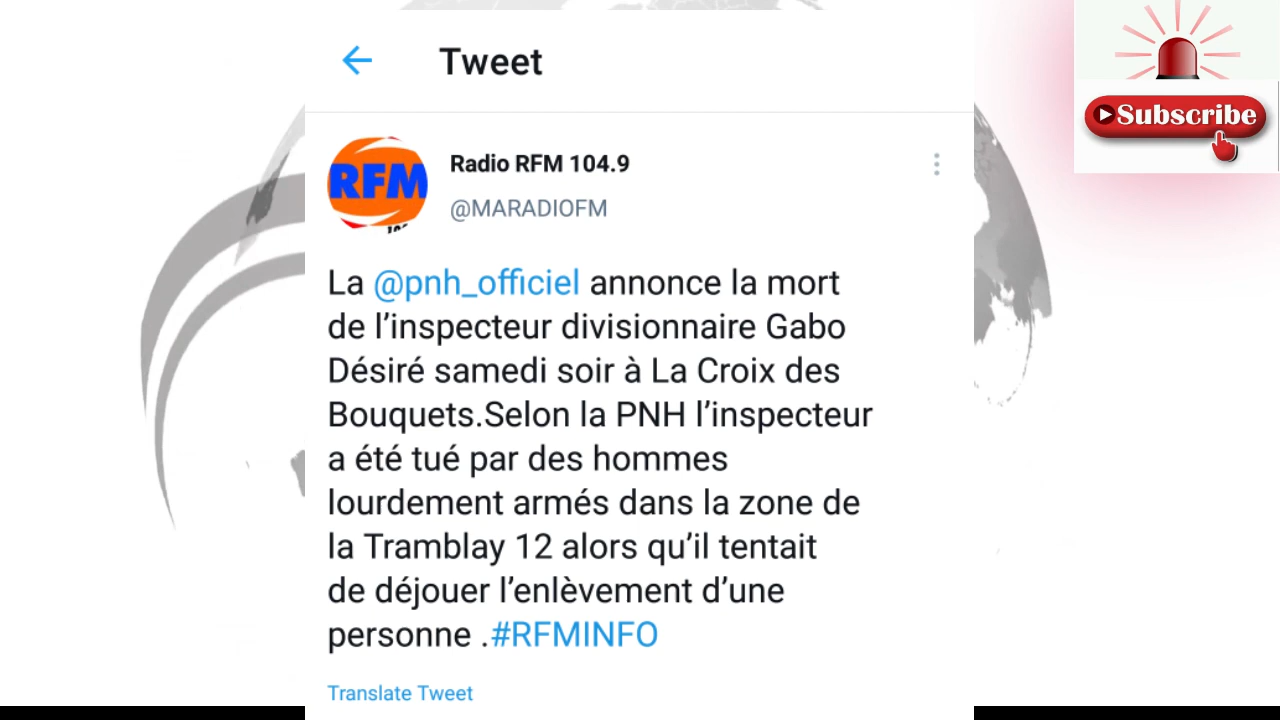 Tweet
Subscribe
RFM
Radio RFM 104.9
@MARADIOFM
La @pnh_officiel annonce la mort
de l’inspecteur divisionnaire Gabo
Désiré samedi soir à La Croix des
Bouquets.Selon la PNH l’inspecteur
a été tué par des hommes
lourdement armés dans la zone de
la Tramblay 12 alors qu’il tentait
de déjouer l’enlèvement d’une
personne .#RFMINFO
Translate Tweet